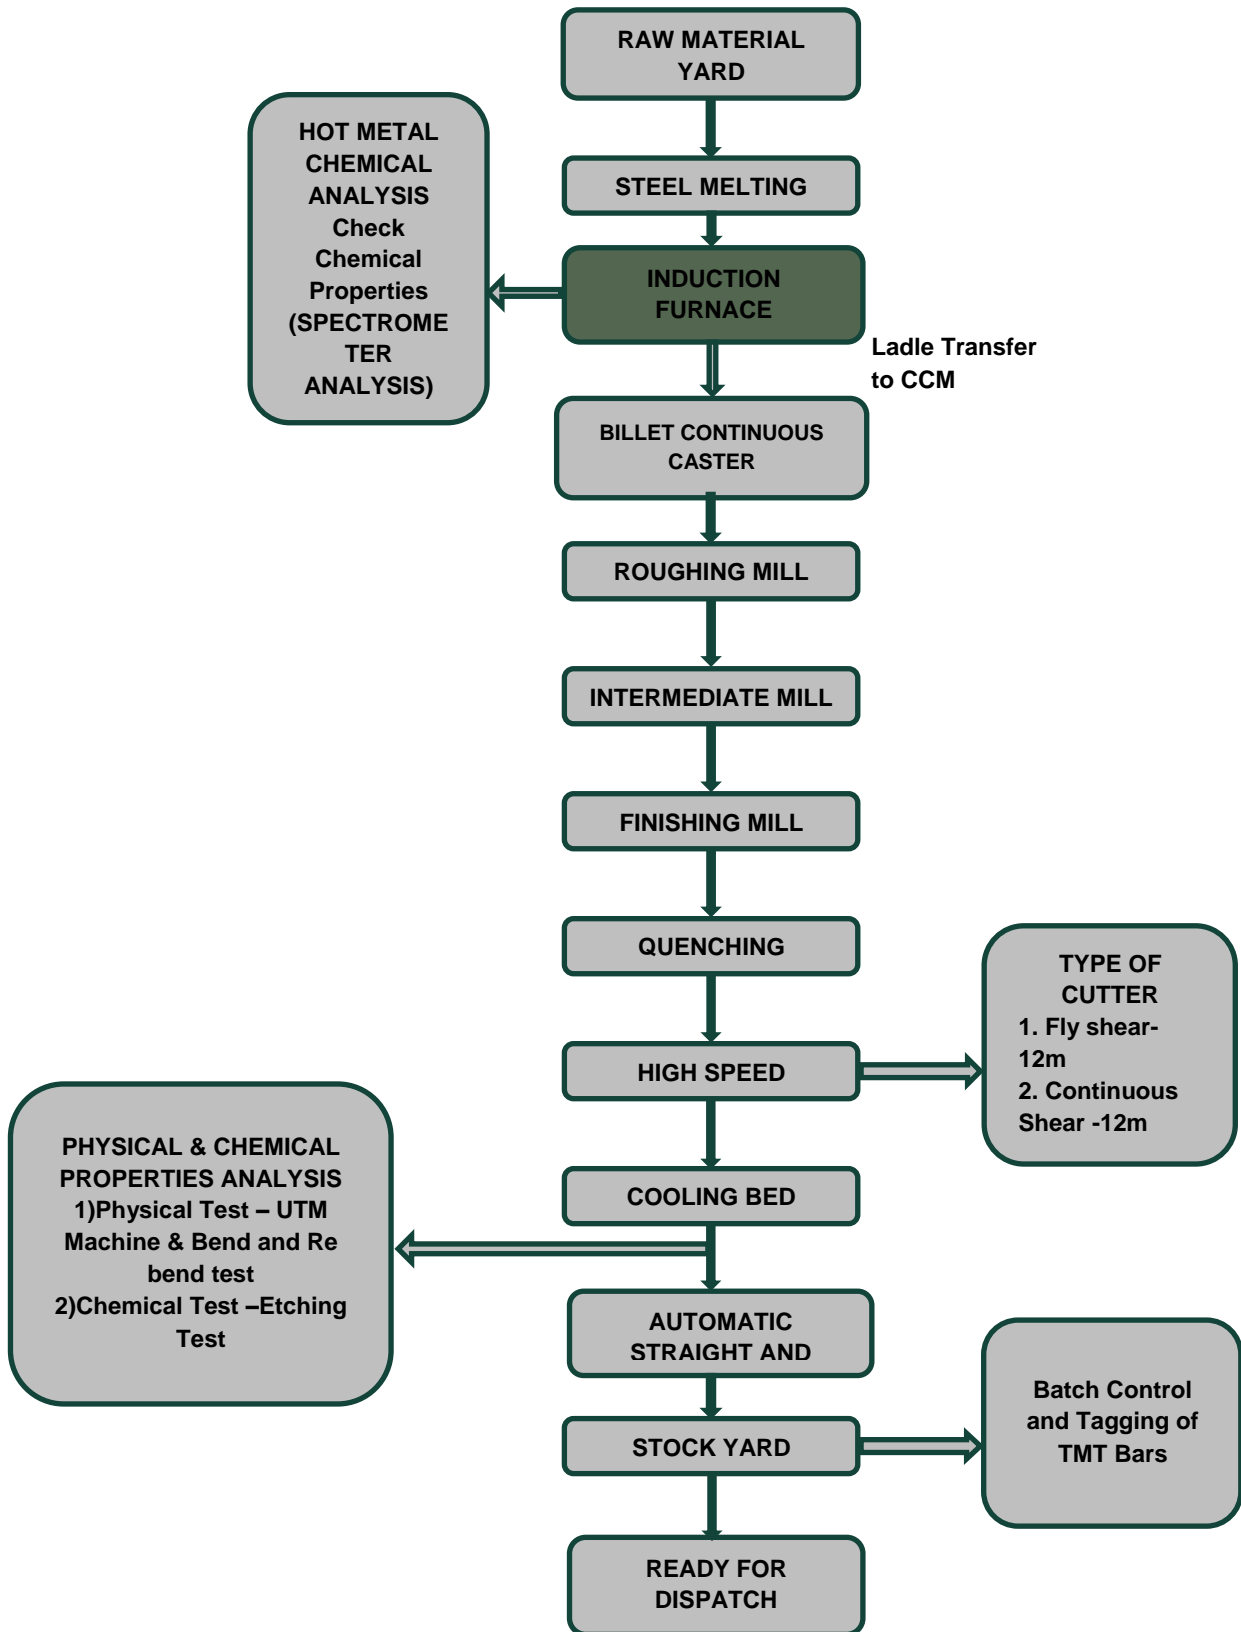 RAW MATERIAL
YARD
HOT METAL
CHEMICAL
ANALYSIS
Check
Chemical
Properties
(SPECTROME
TER
ANALYSIS)
STEEL MELTING
INDUCTION
FURNACE
Ladle Transfer
to CCM
BILLET CONTINUOUS
CASTER
ROUGHING MILL
INTERMEDIATE MILL
FINISHING MILL
QUENCHING
TYPE OF
CUTTER
1. Fly shear-
12m
2. Continuous
Shear -12m
HIGH SPEED
PHYSICAL & CHEMICAL
PROPERTIES ANALYSIS
1)Physical Test – UTM
Machine & Bend and Re
bend test
2)Chemical Test –Etching
Test
COOLING BED
AUTOMATIC
STRAIGHT AND
Batch Control
and Tagging of
TMT Bars
STOCK YARD
READY FOR
DISPATCH